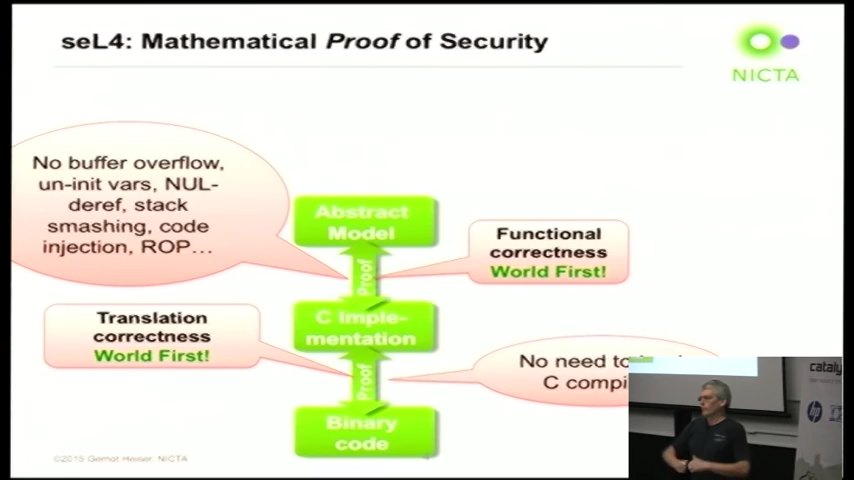 seL4: Mathematical Proof of Security
NICTA
No buffer overflow,
un-init vars, NUL-
deref, stack
smashing, code
injection, ROP...
Abstract
Model
Functional
correctness
World First!
Proof
Translation
correctness
World First!
C Imple-
mentation
No need to
C compi
Proof
Binary
code
©2015 Gernot Heiser NICTA
cataly
hp